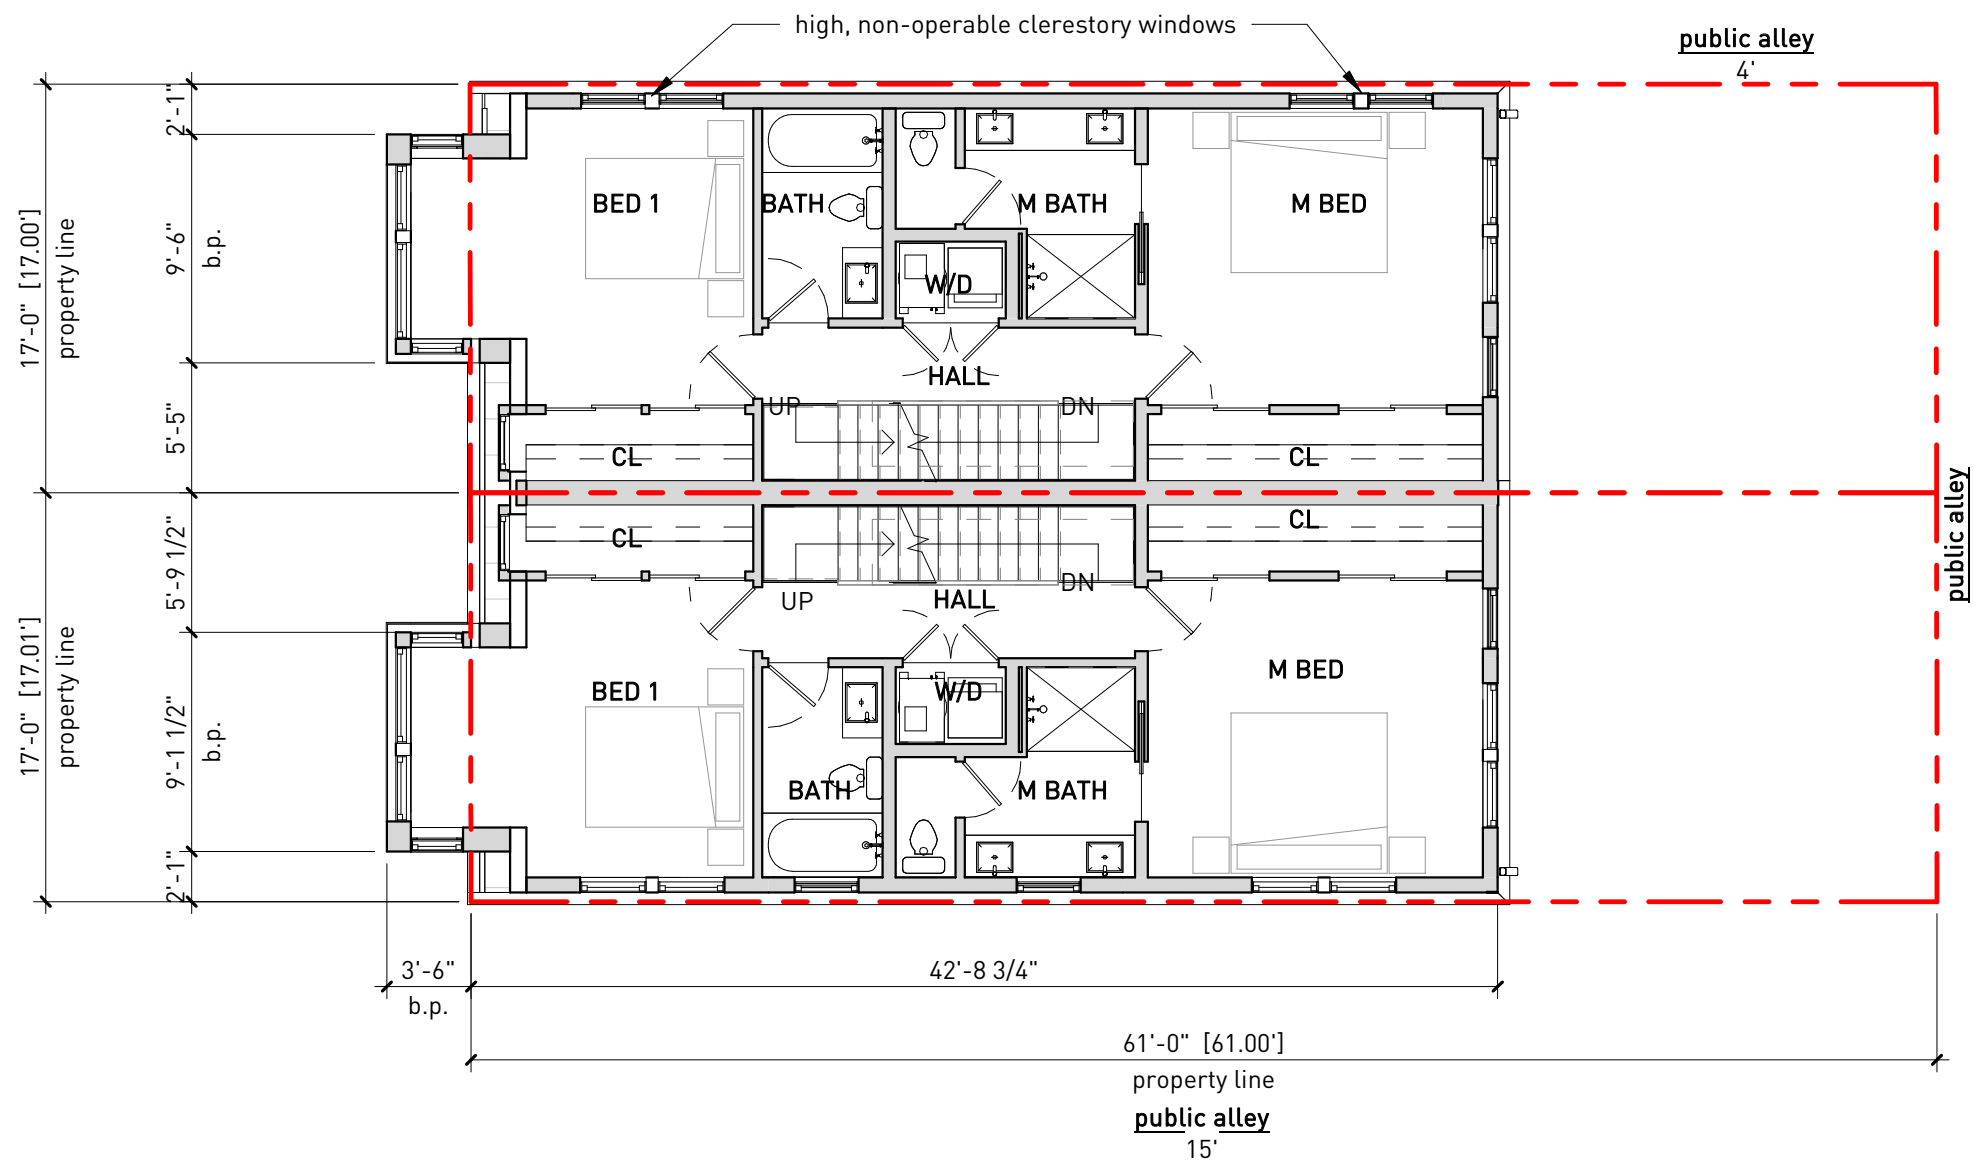 high, non-operable clerestory windows
public alley
4'
2'-1"
17'-0" [17.00']
property line
9'-6"
b.p.
5'-5"
BED 1
BATH
M BATH
M BED
W/D
HALL
UP
DN
CL
CL
public alley
CL
CL
UP
HALL
DN
BED 1
BATH
W/D
M BATH
M BED
5'-9 1/2"
17'-0" [17.01']
property line
9'-1 1/2"
b.p.
2'-1"
3'-6"
b.p.
42'-8 3/4"
61'-0" [61.00']
property line
public alley
15'